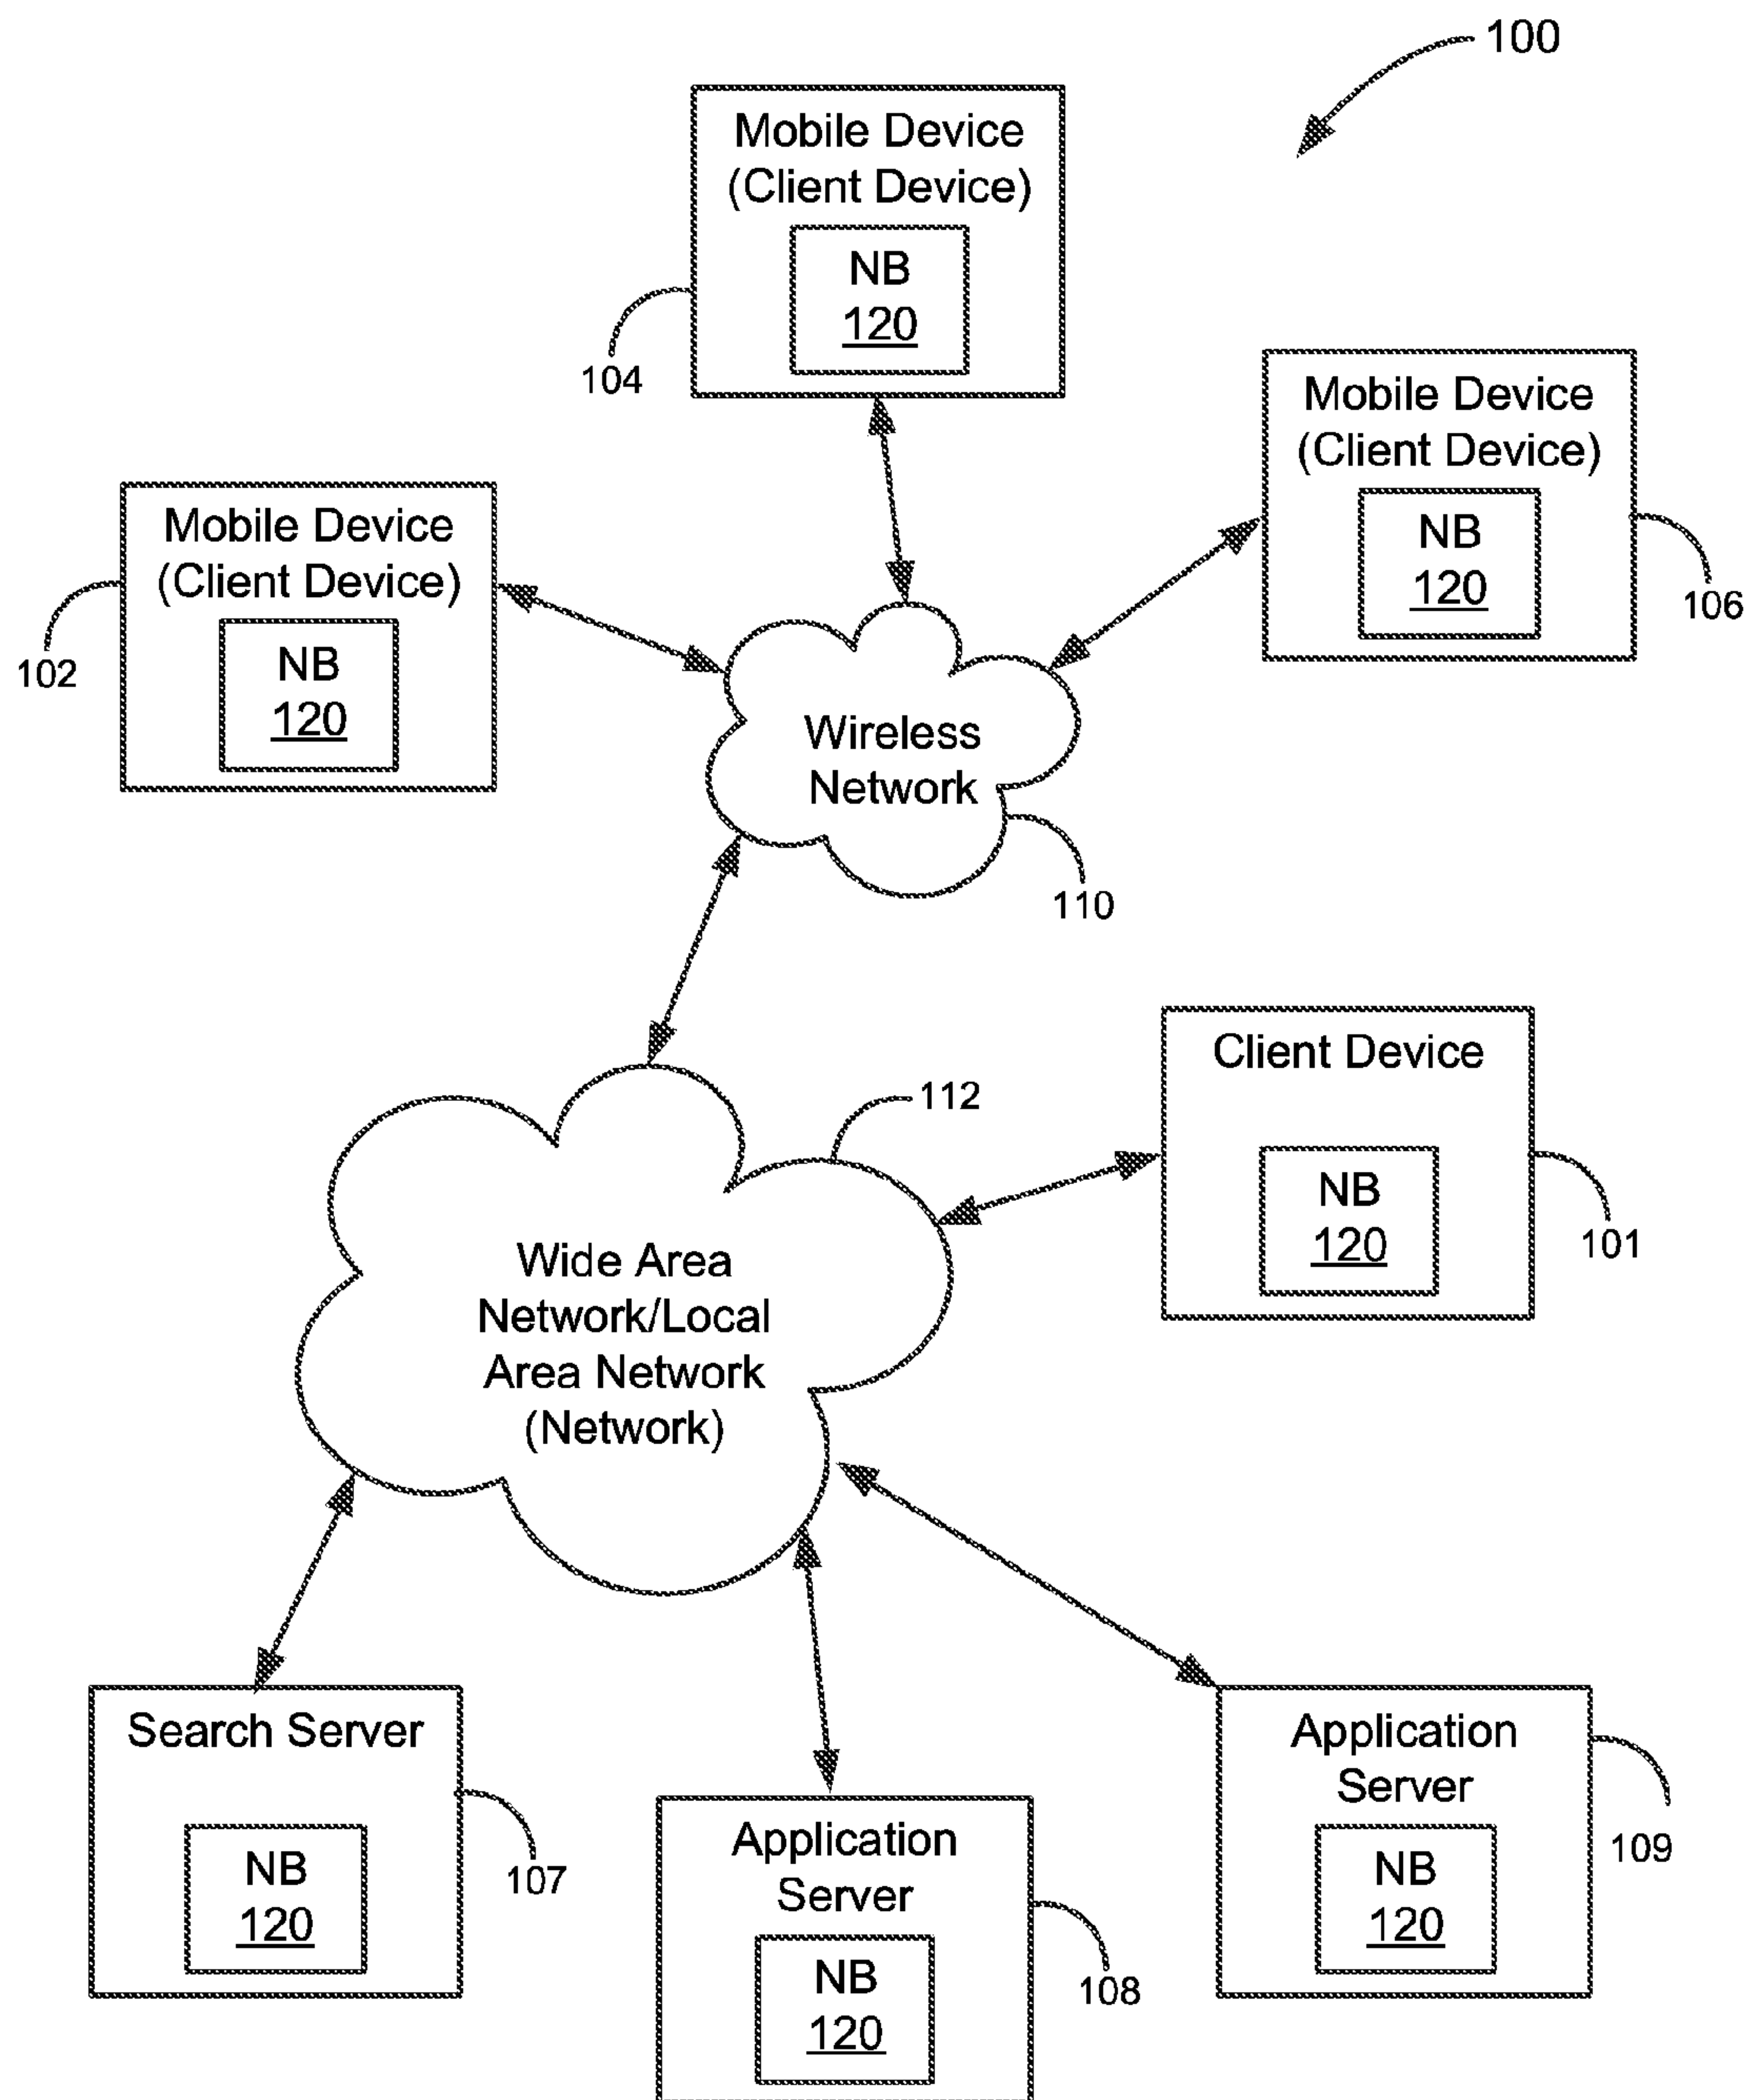 100
Mobile Device
(Client Device)
NB
120
104
Mobile Device
(Client Device)
NB
120
106
Mobile Device
(Client Device)
NB
120
102
Wireless
Network
110
112
Client Device
NB
120
101
Wide Area
Network/Local
Area Network
(Network)
Search Server
NB
120
107
Application
Server
NB
120
108
Application
Server
NB
120
109